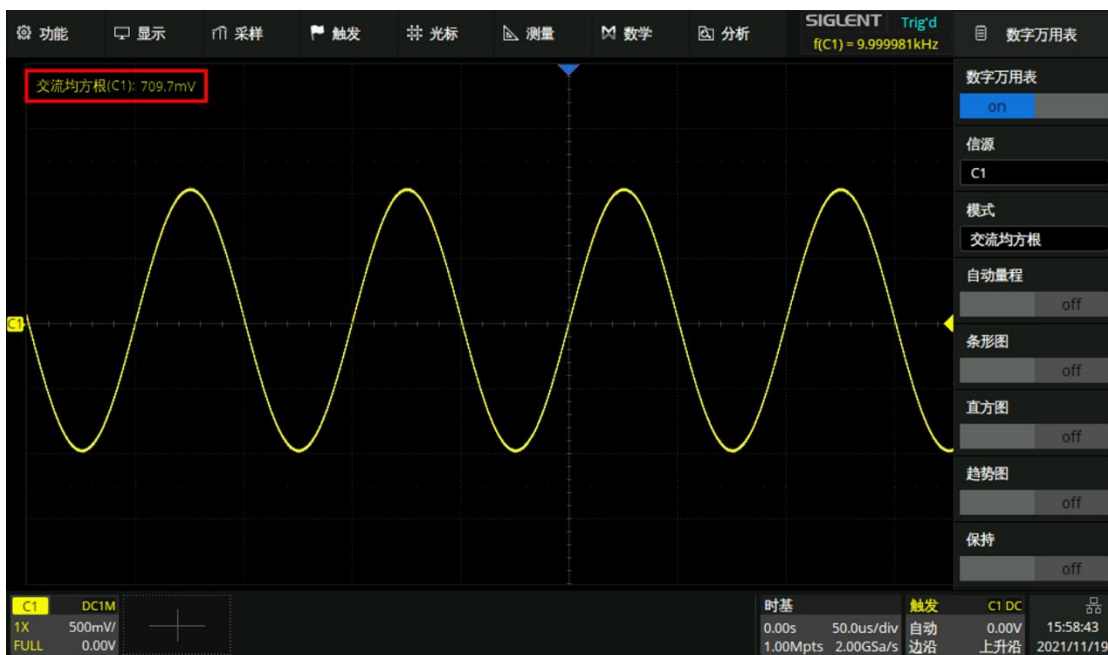 功能 显示 采样 触发 光标 测量 数学 分析 SIGLENT Trig'd
f(C1) = 9.999981kHz
数字万用表
交流均方根(C1): 709.7mV
数字万用表
on
信源
C1
模式
交流均方根
自动量程
off
条形图
off
直方图
off
趋势图
off
保持
off
C1
C1 DC1M
1X 500mV/
FULL 0.00V
时基
0.00s 50.0us/div
1.00Mpts 2.00GSa/s
触发 C1 DC
自动 0.00V
边沿 上升沿
15:58:43
2021/11/19